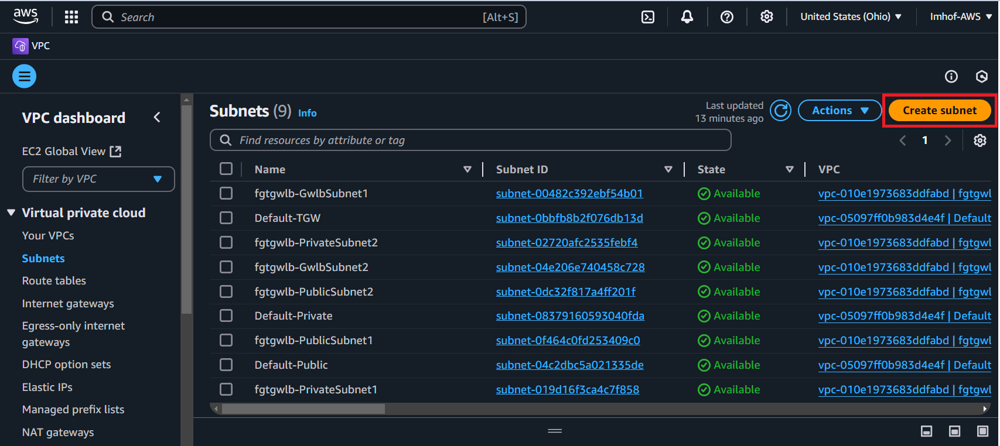 aws
Search [Alt+S]
United States (Ohio) Imhof-AWS
VPC
VPC dashboard
EC2 Global View
Filter by VPC
Virtual private cloud
Your VPCs
Subnets
Route tables
Internet gateways
Egress-only internet
gateways
DHCP option sets
Elastic IPs
Managed prefix lists
NAT gateways
Subnets (9) Info
Last updated
13 minutes ago
Actions
Create subnet
Find resources by attribute or tag
1
Name Subnet ID State VPC
fgtgwlb-GwlbSubnet1 subnet-00482c392ebf54b01 Available vpc-010e1973683ddfabd | fgtgwl
Default-TGW subnet-0bbfb8b2f076db13d Available vpc-05097ff0b983d4e4f | Default
fgtgwlb-PrivateSubnet2 subnet-02720afc2535febf4 Available vpc-010e1973683ddfabd | fgtgwl
fgtgwlb-GwlbSubnet2 subnet-04e206e740458c728 Available vpc-010e1973683ddfabd | fgtgwl
fgtgwlb-PublicSubnet2 subnet-0dc32f817a4ff201f Available vpc-010e1973683ddfabd | fgtgwl
Default-Private subnet-08379160593040fda Available vpc-05097ff0b983d4e4f | Default
fgtgwlb-PublicSubnet1 subnet-0f464c0fd253409c0 Available vpc-010e1973683ddfabd | fgtgwl
Default-Public subnet-04c2dbc5a021335de Available vpc-05097ff0b983d4e4f | Default
fgtgwlb-PrivateSubnet1 subnet-019d16f3ca4c7f858 Available vpc-010e1973683ddfabd | fgtgwl